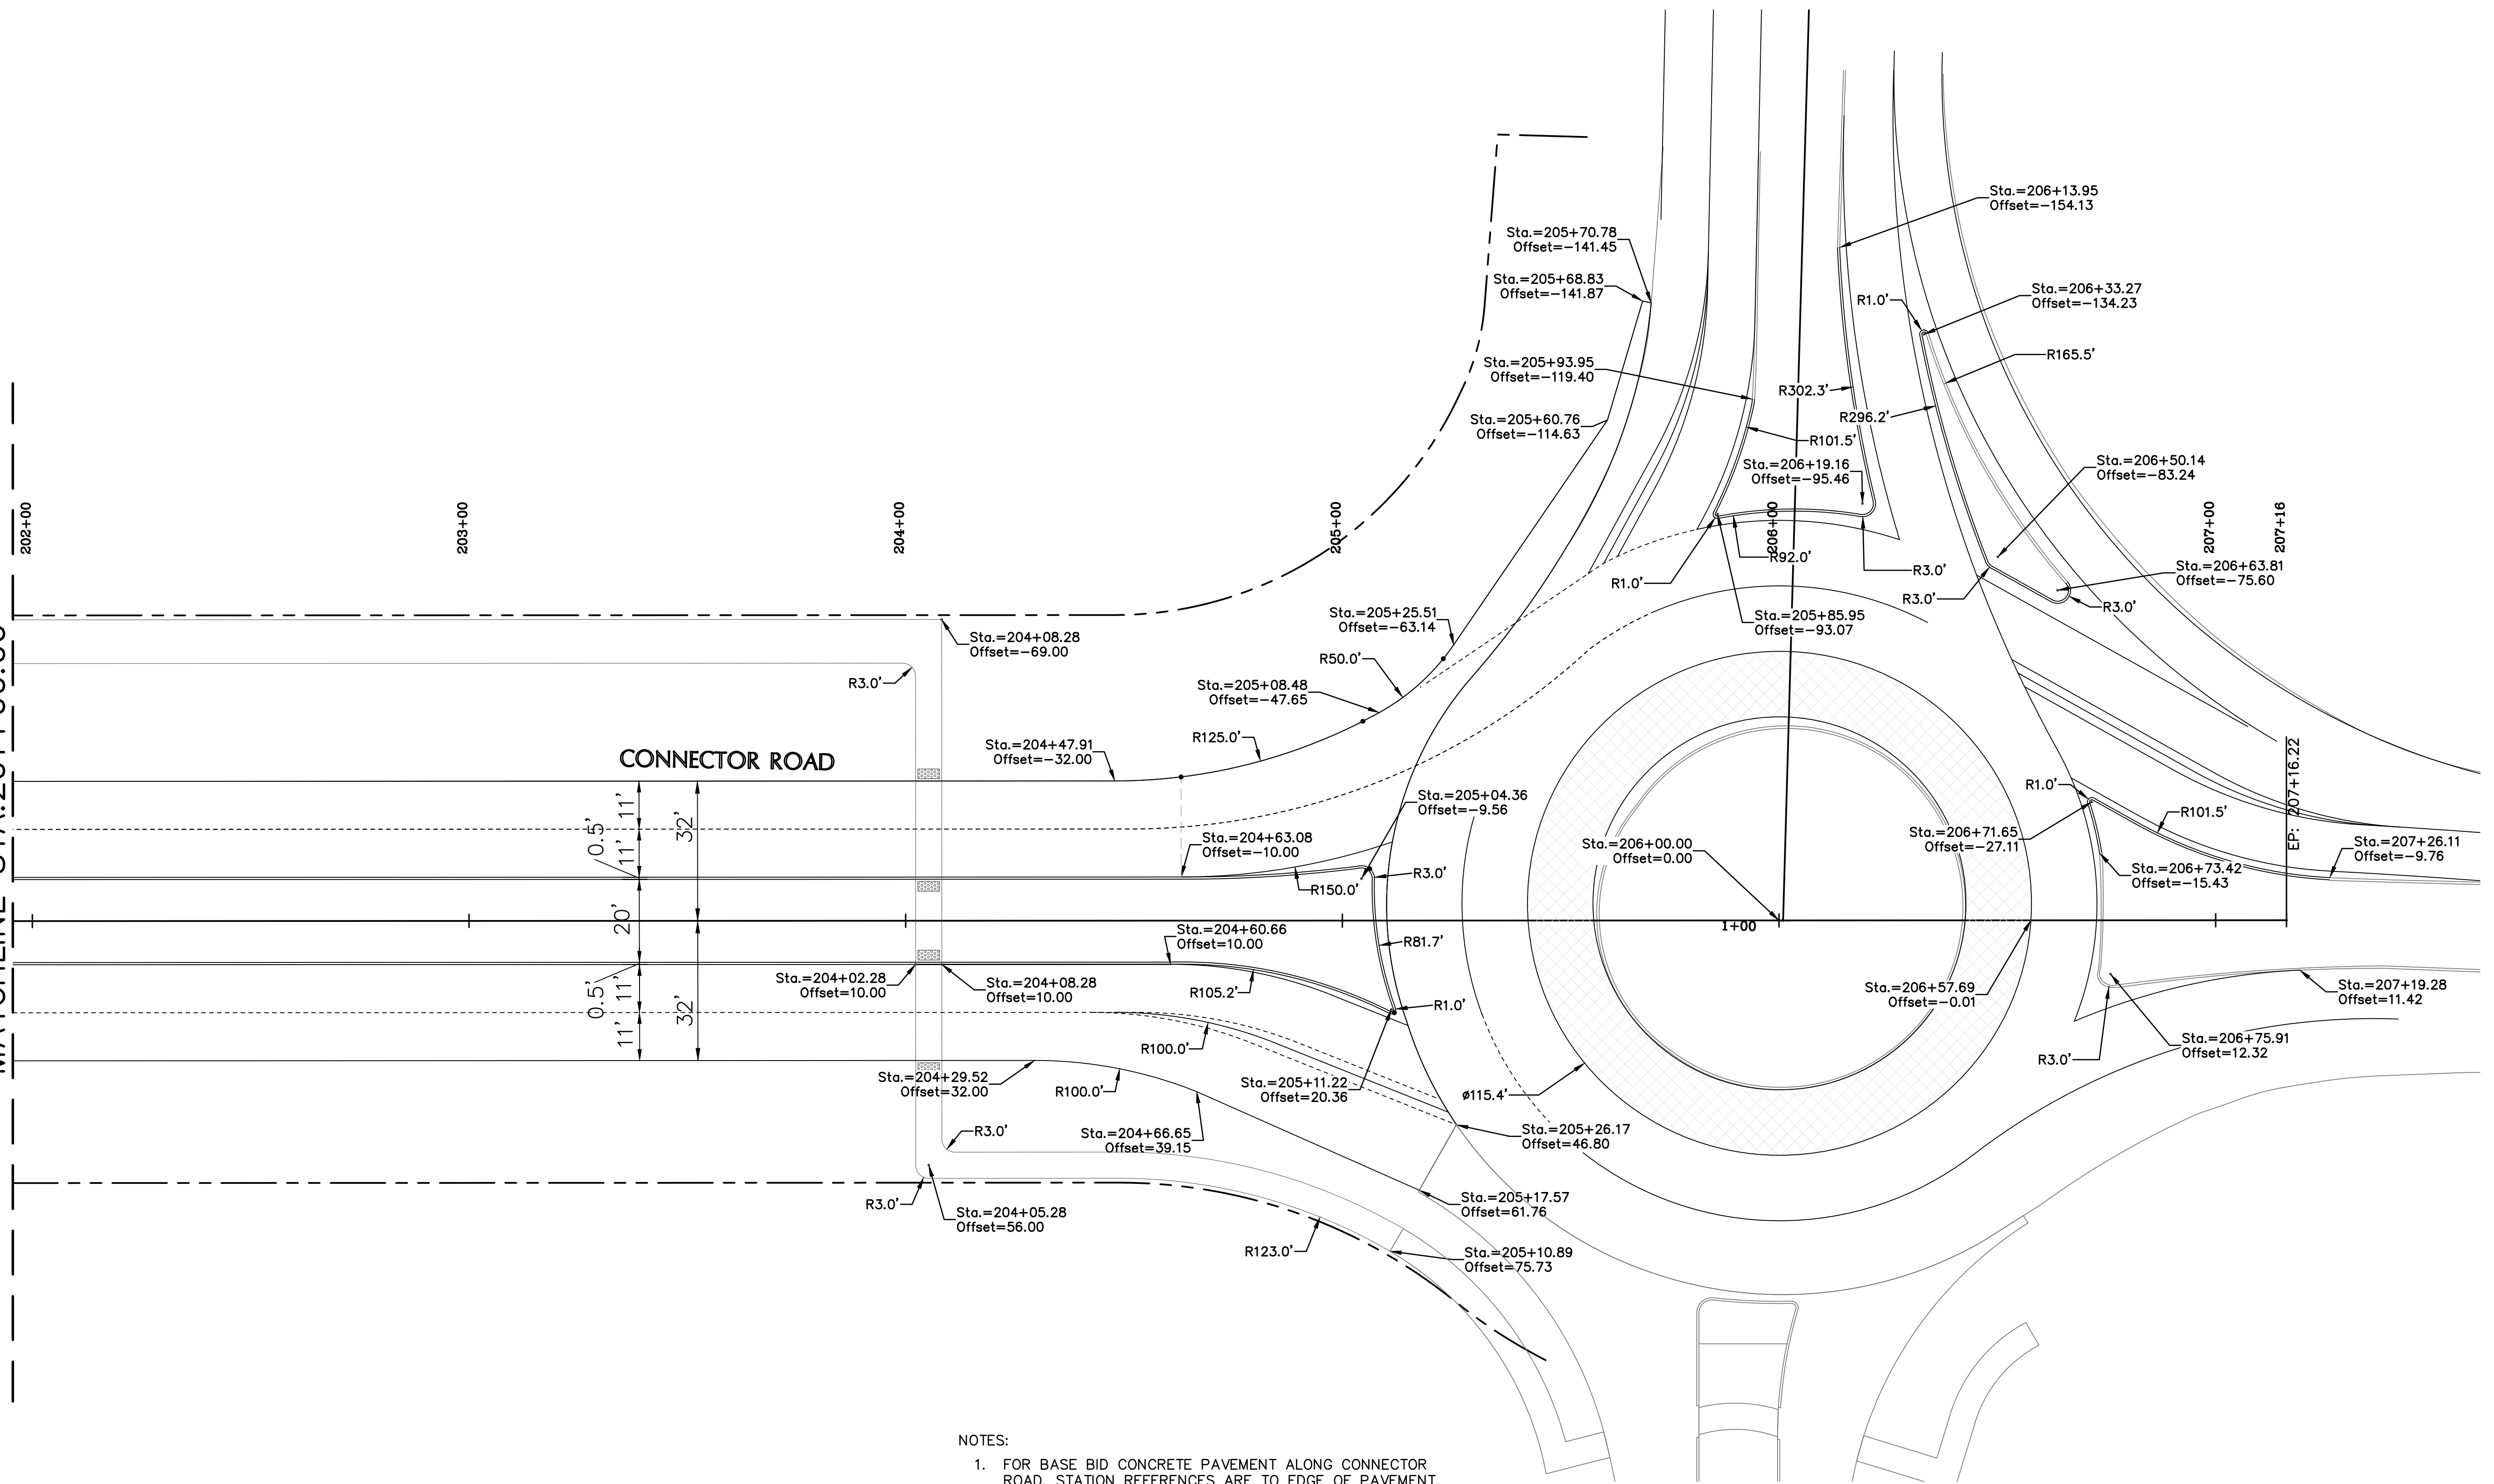 Sta.=206+13.95
Offset=-154.13
Sta.=205+70.78
Offset=-141.45
Sta.=205+68.83
Offset=-141.87
R1.0'
Sta.=206+33.27
Offset=-134.23
R165.5'
Sta.=205+93.95
Offset=-119.40
R302.3'
R296.2'
Sta.=205+60.76
Offset=-114.63
R101.5'
Sta.=206+19.16
Offset=-95.46
Sta.=206+50.14
Offset=-83.24
202+00
203+00
204+00
205+00
206+00
207+00
207+16
R92.0'
R3.0'
R1.0'
Sta.=206+63.81
Offset=-75.60
R3.0'
R3.0'
Sta.=205+85.95
Offset=-93.07
Sta.=205+25.51
Offset=-63.14
Sta.=204+08.28
Offset=-69.00
R3.0'
R50.0'
Sta.=205+08.48
Offset=-47.65
R125.0'
Sta.=204+47.91
Offset=-32.00
CONNECTOR ROAD
EP: 207+16.22
R1.0'
R101.5'
Sta.=205+04.36
Offset=-9.56
11'
0.5'
11'
32'
Sta.=204+63.08
Offset=-10.00
R150.0'
R3.0'
Sta.=206+00.00
Offset=0.00
Sta.=206+71.65
Offset=-27.11
Sta.=207+26.11
Offset=-9.76
Sta.=206+73.42
Offset=-15.43
20'
1+00
Sta.=204+60.66
Offset=10.00
R81.7'
Sta.=204+02.28
Offset=10.00
Sta.=204+08.28
Offset=10.00
R105.2'
R1.0'
Sta.=206+57.69
Offset=-0.01
Sta.=207+19.28
Offset=11.42
0.5'
11'
32'
11'
R100.0'
Sta.=206+75.91
Offset=12.32
R3.0'
Sta.=204+29.52
Offset=32.00
R100.0'
Sta.=205+11.22
Offset=20.36
ø115.4'
R3.0'
Sta.=204+66.65
Offset=39.15
Sta.=205+26.17
Offset=46.80
R3.0'
Sta.=204+05.28
Offset=56.00
Sta.=205+17.57
Offset=61.76
R123.0'
Sta.=205+10.89
Offset=75.73
NOTES:
1. FOR BASE BID CONCRETE PAVEMENT ALONG CONNECTOR
ROAD, STATION REFERENCES ARE TO EDGE OF PAVEMENT.